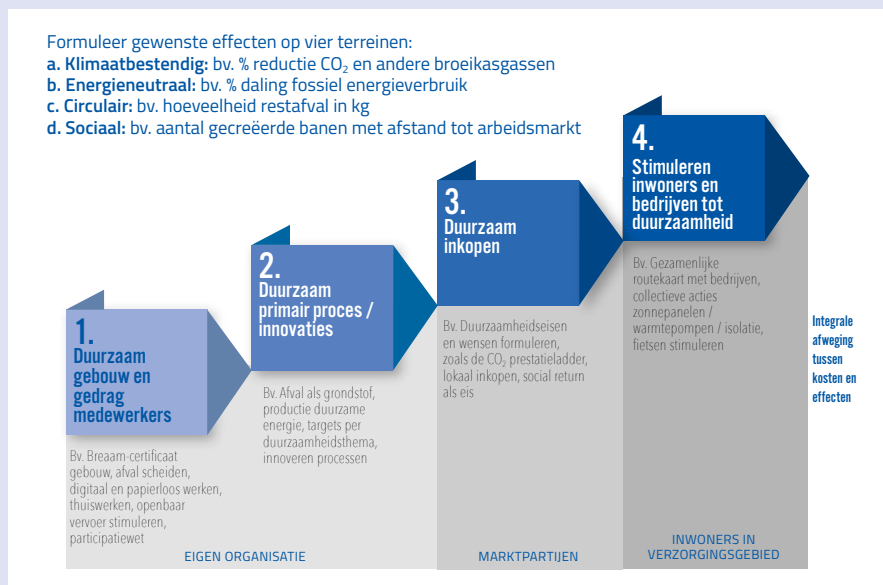 Formuleer gewenste effecten op vier terreinen:
a. Klimaatbestendig: bv. % reductie CO₂ en andere broeikasgassen
b. Energieneutraal: bv. % daling fossiel energieverbruik
c. Circulair: bv. hoeveelheid restafval in kg
d. Sociaal: bv. aantal gecreëerde banen met afstand tot arbeidsmarkt
1.
Duurzaam
gebouw en
gedrag
medewerkers
Bv. Breaam-certificaat
gebouw, afval scheiden,
digitaal en papierloos werken,
thuiswerken, openbaar
vervoer stimuleren,
participatiewet
2.
Duurzaam
primair proces /
innovaties
Bv. Afval als grondstof,
productie duurzame
energie, targets per
duurzaamheidsthema,
innoveren processen
EIGEN ORGANISATIE
3.
Duurzaam
inkopen
Bv. Duurzaamheidseisen
en wensen formuleren,
zoals de CO₂ prestatieladder,
lokaal inkopen, social return
als eis
MARKTPARTIJEN
4.
Stimuleren
inwoners en
bedrijven tot
duurzaamheid
Bv. Gezamenlijke
routekaart met bedrijven,
collectieve acties
zonnepanelen /
warmtepompen / isolatie,
fietsen stimuleren
INWONERS IN
VERZORGINGSGEBIED
Integrale
afweging
tussen
kosten en
effecten